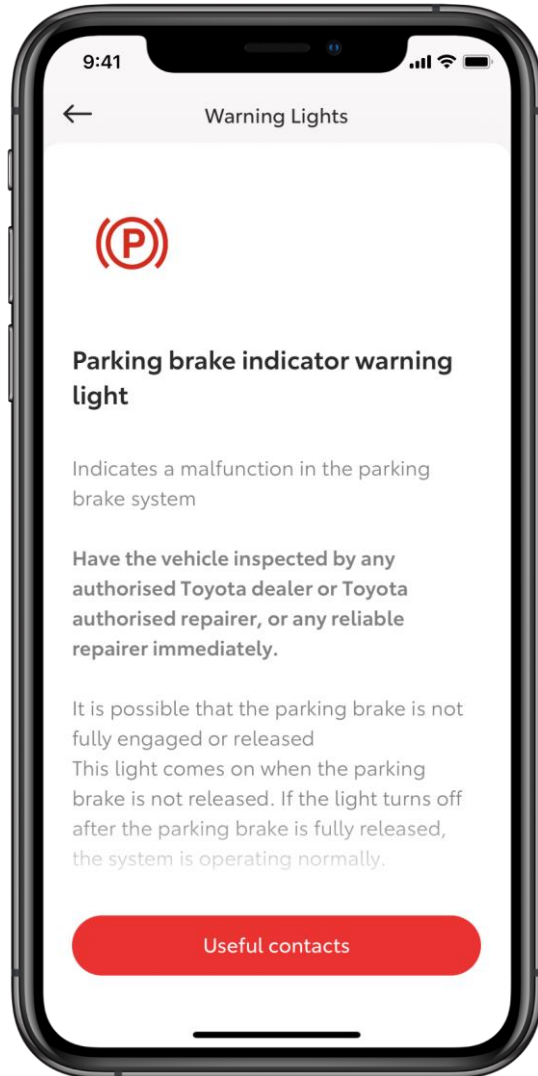 9:41
Warning Lights
(P)
Parking brake indicator warning
light
Indicates a malfunction in the parking
brake system
Have the vehicle inspected by any
authorised Toyota dealer or Toyota
authorised repairer, or any reliable
repairer immediately.
It is possible that the parking brake is not
fully engaged or released
This light comes on when the parking
brake is not released. If the light turns off
after the parking brake is fully released,
the system is operating normally.
Useful contacts